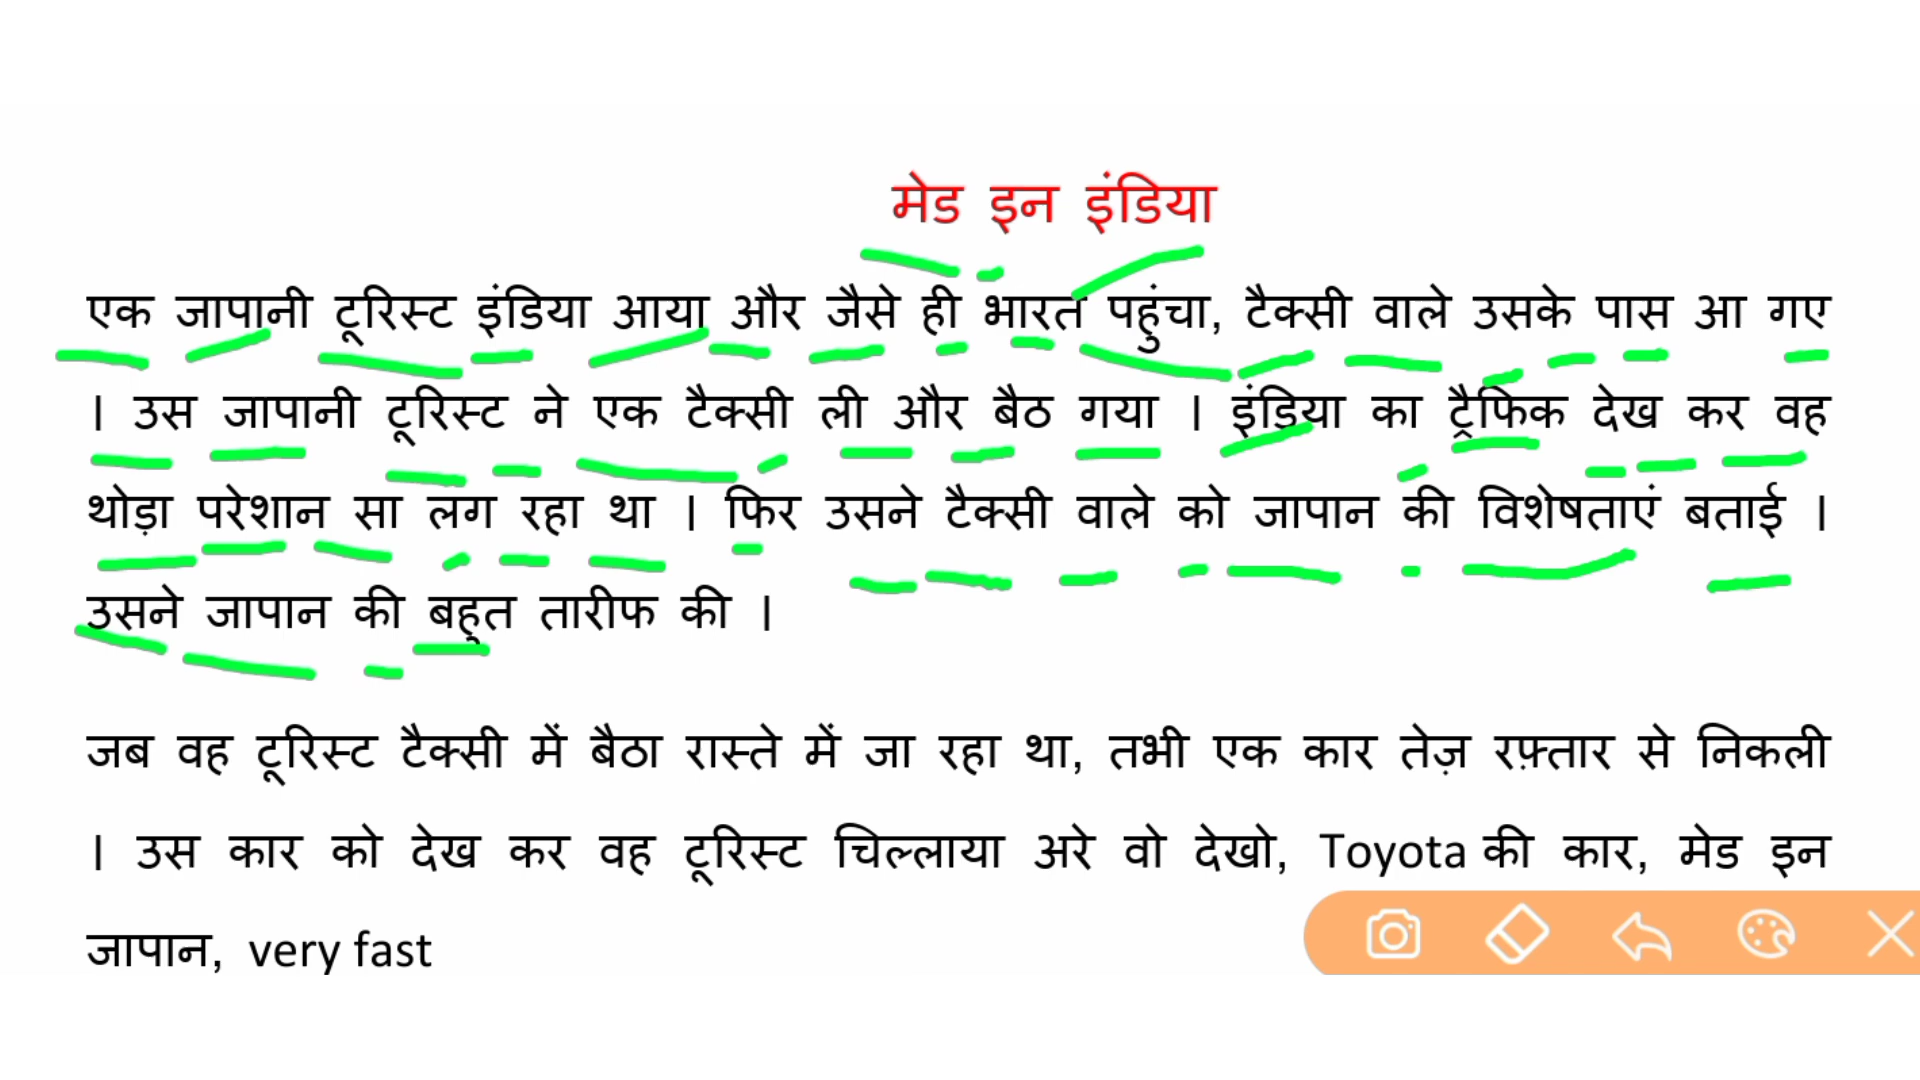 मेड इन इंडिया
एक जापानी टूरिस्ट इंडिया आया और जैसे ही भारत पहुंचा, टैक्सी वाले उसके पास आ गए
। उस जापानी टूरिस्ट ने एक टैक्सी ली और बैठ गया । इंडिया का ट्रैफिक देख कर वह
थोड़ा परेशान सा लग रहा था । फिर उसने टैक्सी वाले को जापान की विशेषताएं बताई ।
उसने जापान की बहुत तारीफ की ।
जब वह टूरिस्ट टैक्सी में बैठा रास्ते में जा रहा था, तभी एक कार तेज़ रफ़्तार से निकली
। उस कार को देख कर वह टूरिस्ट चिल्लाया अरे वो देखो, Toyota की कार, मेड इन
जापान, very fast